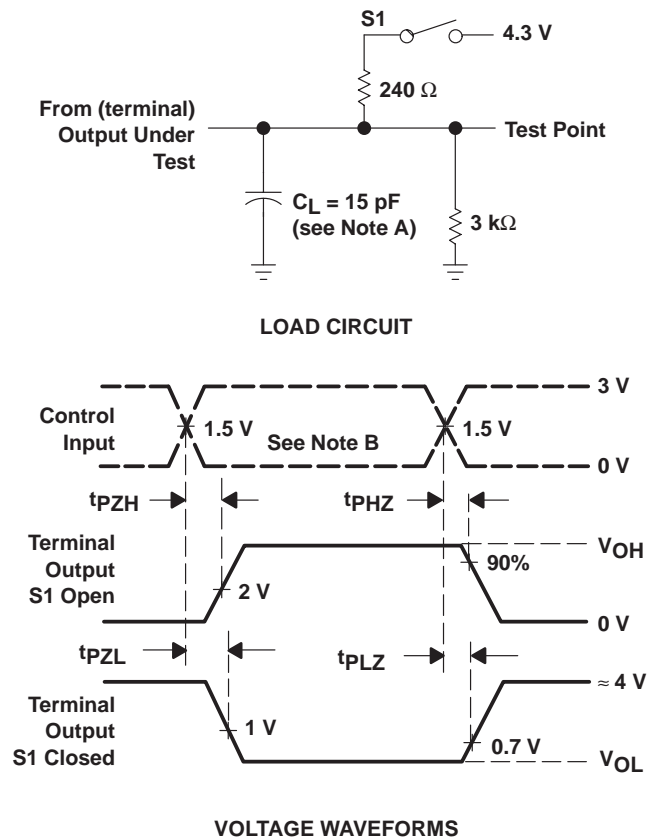 S1
4.3 V
240 Ω
From (terminal)
Output Under
Test
Test Point
CL = 15 pF
(see Note A)
3 kΩ
LOAD CIRCUIT
3 V
Control
Input
1.5 V
See Note B
1.5 V
0 V
tPZH
tPHZ
Terminal
Output
S1 Open
VOH
90%
2 V
0 V
tPZL
tPLZ
≈ 4 V
Terminal
Output
S1 Closed
1 V
0.7 V
VOL
VOLTAGE WAVEFORMS